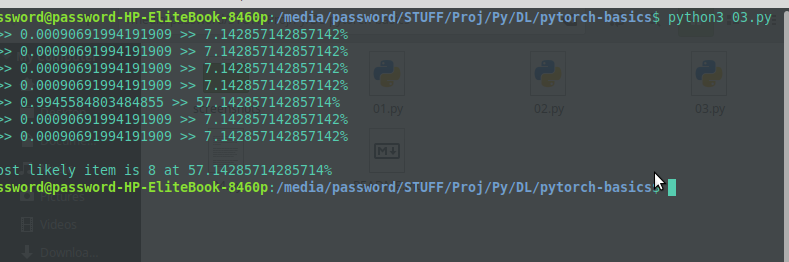 ssword@password-HP-EliteBook-8460p:/media/password/STUFF/Proj/Py/DL/pytorch-basics$ python3 03.py
>> 0.00090691994191909 >> 7.142857142857142%
>> 0.00090691994191909 >> 7.142857142857142%
>> 0.00090691994191909 >> 7.142857142857142%
>> 0.00090691994191909 >> 7.142857142857142%
>> 0.9945584803484855 >> 57.14285714285714%
>> 0.00090691994191909 >> 7.142857142857142%
>> 0.00090691994191909 >> 7.142857142857142%
ost likely item is 8 at 57.14285714285714%
ssword@password-HP-EliteBook-8460p:/media/password/STUFF/Proj/Py/DL/pytorch-basics$
01.py
02.py
03.py
Pictures
Videos
Downloa